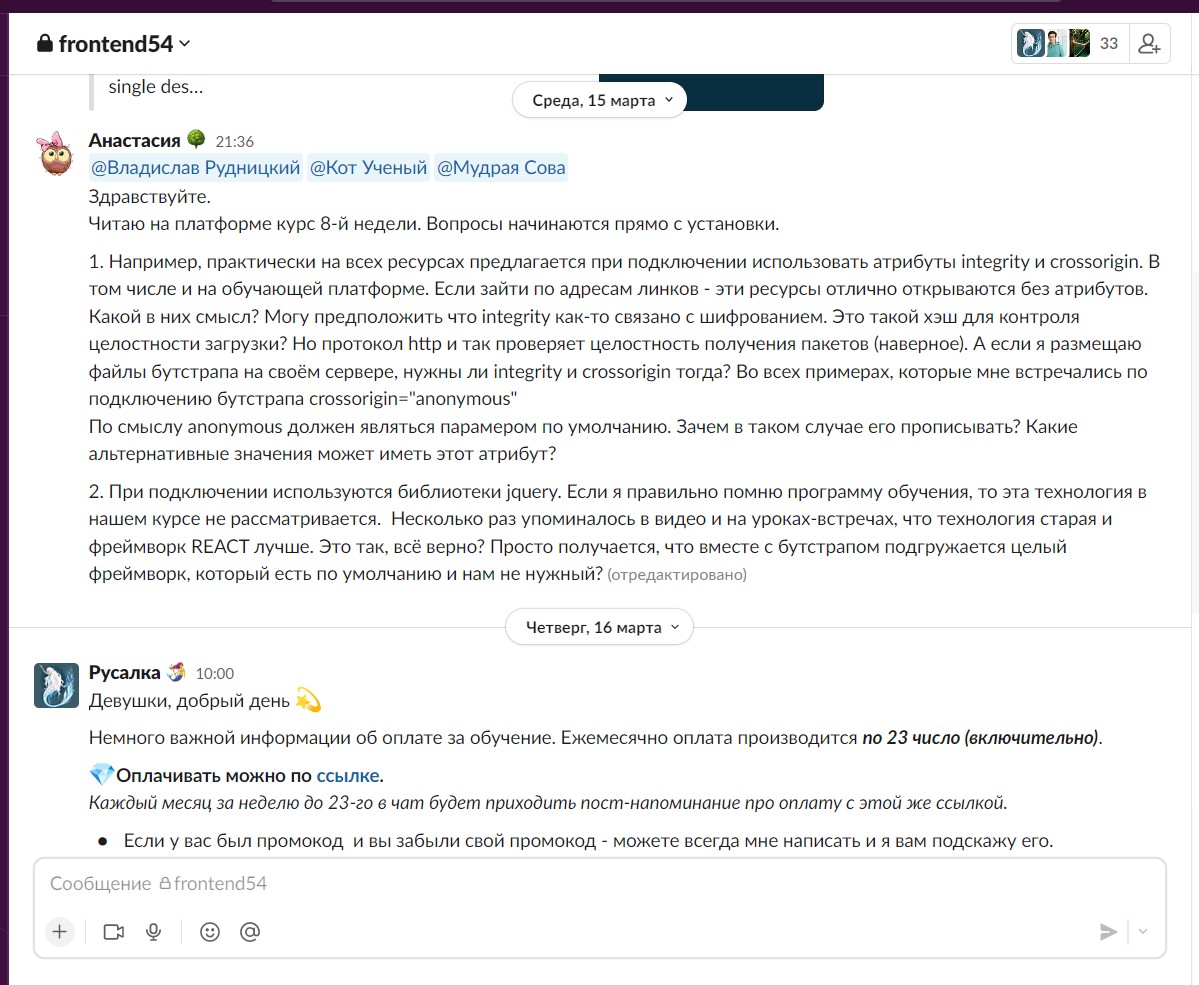 frontend54
33
single des...
Среда, 15 марта
Анастасия 21:36
@Владислав Рудницкий @Кот Ученый @Мудрая Сова
Здравствуйте.
Читаю на платформе курс 8-й недели. Вопросы начинаются прямо с установки.
1. Например, практически на всех ресурсах предлагается при подключении использовать атрибуты integrity и crossorigin. В
том числе и на обучающей платформе. Если зайти по адресам линков - эти ресурсы отлично открываются без атрибутов.
Какой в них смысл? Могу предположить что integrity как-то связано с шифрованием. Это такой хэш для контроля
целостности загрузки? Но протокол http и так проверяет целостность получения пакетов (наверное). А если я размещаю
файлы бутстрапа на своём сервере, нужны ли integrity и crossorigin тогда? Во всех примерах, которые мне встречались по
подключению бутстрапа crossorigin="anonymous"
По смыслу anonymous должен являться парамером по умолчанию. Зачем в таком случае его прописывать? Какие
альтернативные значения может иметь этот атрибут?
2. При подключении используются библиотеки jquery. Если я правильно помню программу обучения, то эта технология в
нашем курсе не рассматривается. Несколько раз упоминалось в видео и на уроках-встречах, что технология старая и
фреймворк REACT лучше. Это так, всё верно? Просто получается, что вместе с бутстрапом подгружается целый
фреймворк, который есть по умолчанию и нам не нужный? (отредактировано)
Четверг, 16 марта
Русалка 10:00
Девушки, добрый день
Немного важной информации об оплате за обучение. Ежемесячно оплата производится по 23 число (включительно).
Оплачивать можно по ссылке.
Каждый месяц за неделю до 23-го в чат будет приходить пост-напоминание про оплату с этой же ссылкой.
• Если у вас был промокод и вы забыли свой промокод - можете всегда мне написать и я вам подскажу его.
Сообщение frontend54